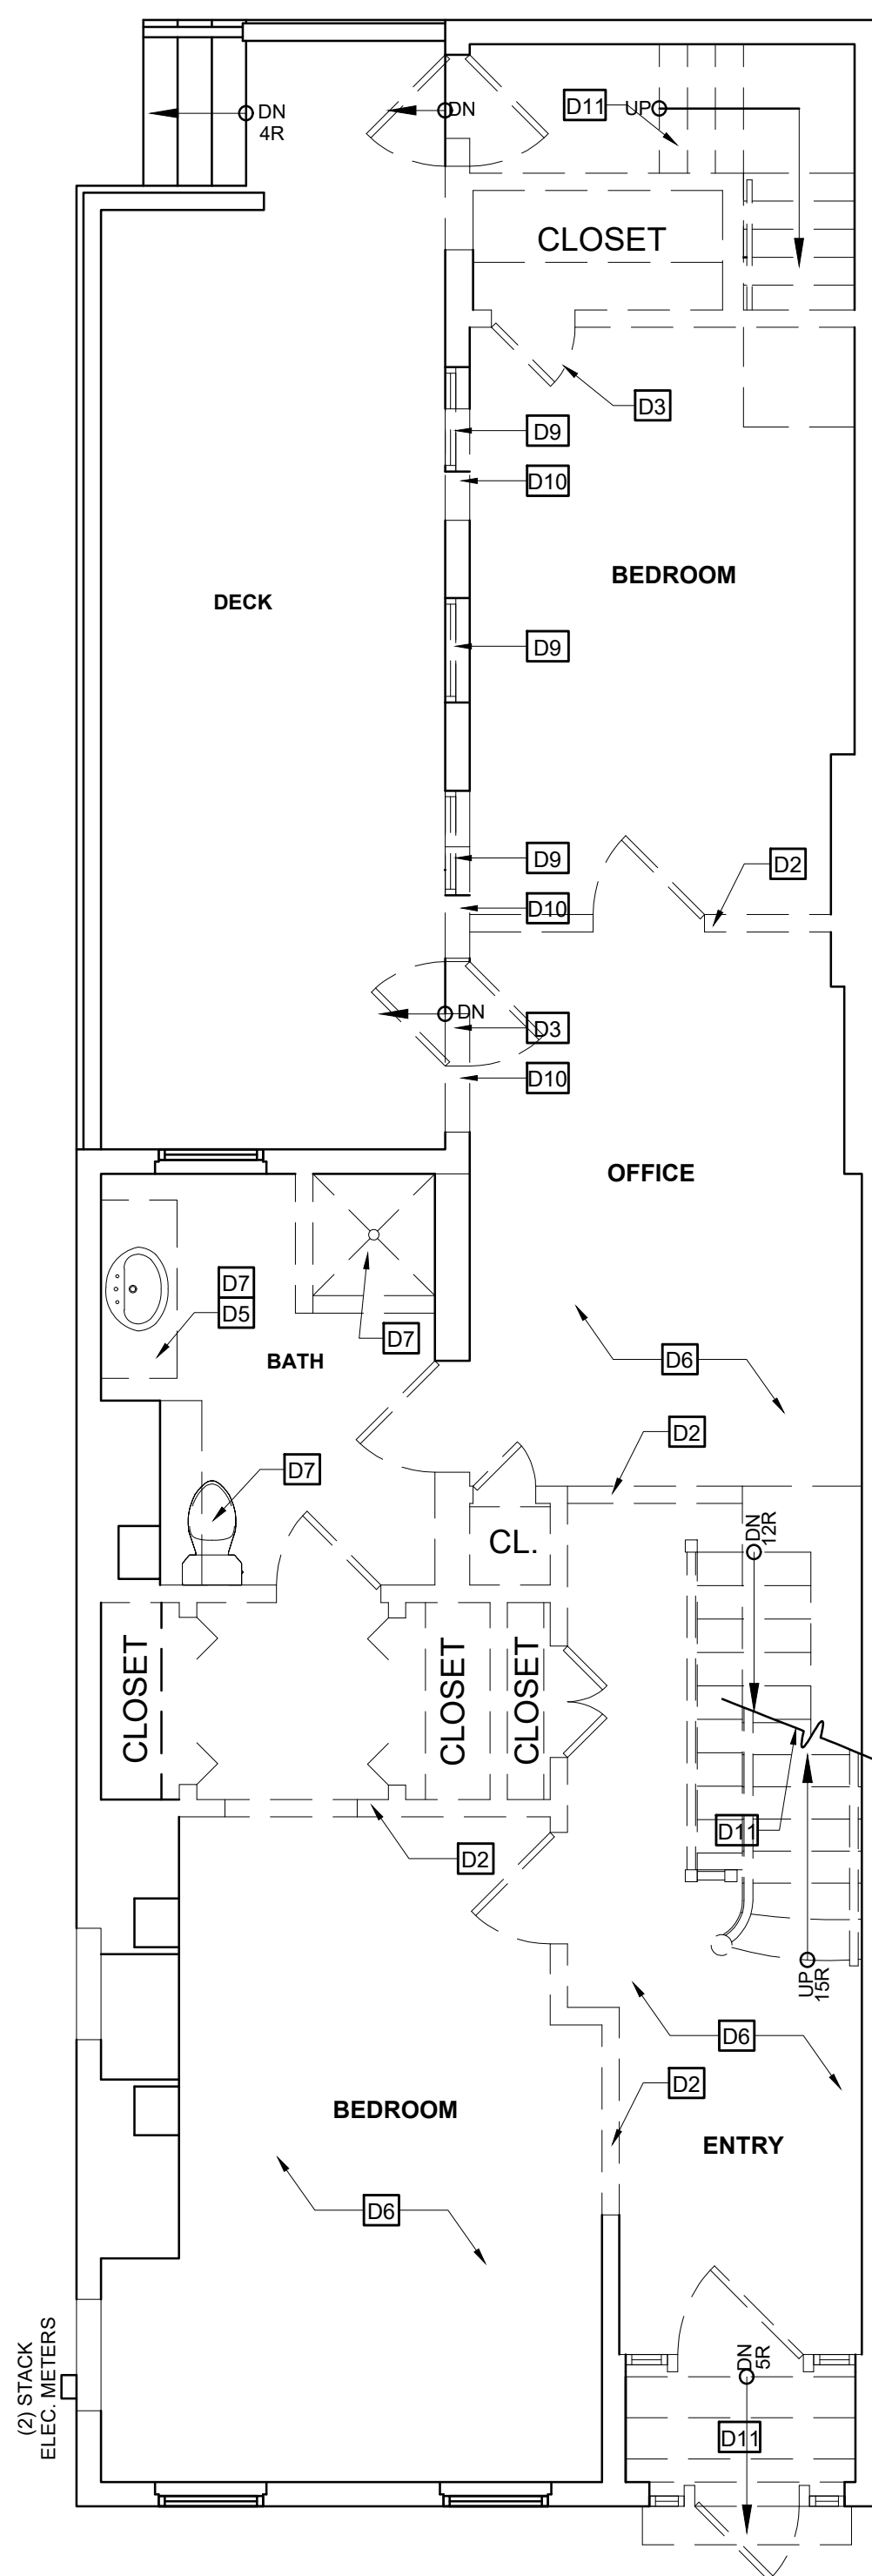 DN
4R
DN
D11
UP
CLOSET
D3
D9
D10
BEDROOM
DECK
D9
D9
D2
D10
DN
D3
D10
OFFICE
D7
D5
D7
BATH
D6
D2
D7
DN
12R
CL.
CLOSET
CLOSET
CLOSET
D11
D2
UP
15R
D6
D2
BEDROOM
ENTRY
D6
(2) STACK
ELEC. METERS
DN
5R
D11